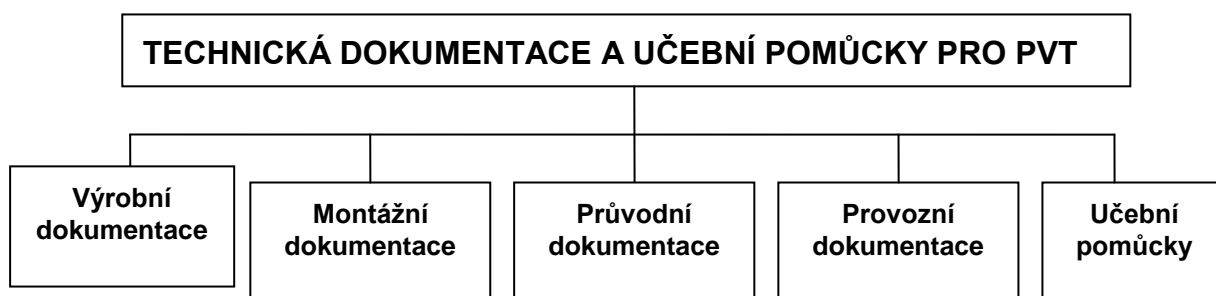 TECHNICKÁ DOKUMENTACE A UČEBNÍ POMŮCKY PRO PVT
Výrobní
dokumentace
Montážní
dokumentace
Průvodní
dokumentace
Provozní
dokumentace
Učební
pomůcky